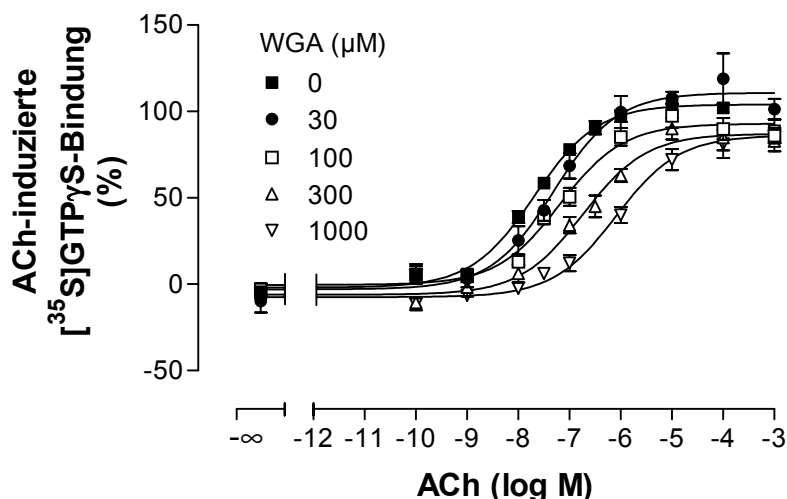 ACh-induzierte
[³⁵S]GTPγS-Bindung
(%)
150
100
50
0
-50
WGA (µM)
0
30
100
300
1000
-∞ -12 -11 -10 -9 -8 -7 -6 -5 -4 -3
ACh (log M)